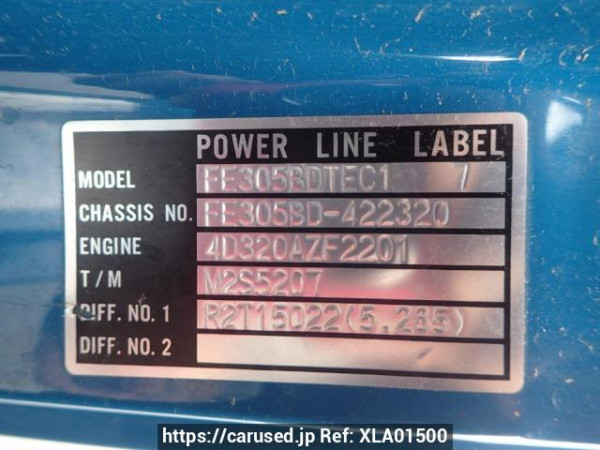 POWER LINE LABEL
MODEL FE305BDTEC1 7
CHASSIS NO. FE305BD-422320
ENGINE 4D320AZF2201
T/M M2S5207
DIFF. NO. 1 R2T15022(5.285)
DIFF. NO. 2
https://carused.jp Ref: XLA01500